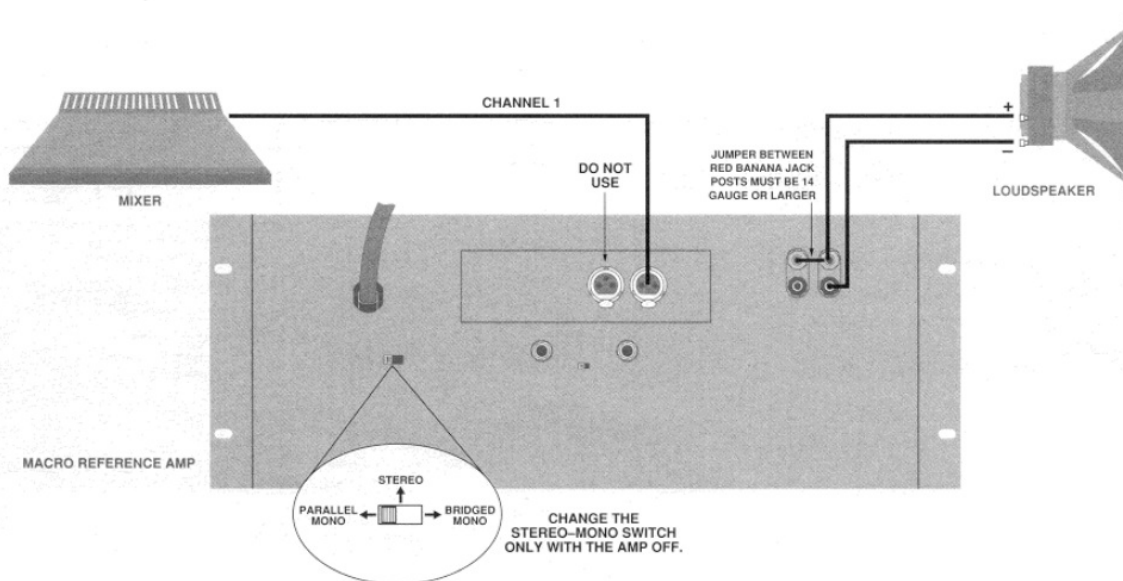 CHANNEL 1
MIXER
DO NOT
USE
JUMPER BETWEEN
RED BANANA JACK
POSTS MUST BE 14
GAUGE OR LARGER
+
–
LOUDSPEAKER
MACRO REFERENCE AMP
STEREO
PARALLEL
MONO
BRIDGED
MONO
CHANGE THE
STEREO–MONO SWITCH
ONLY WITH THE AMP OFF.